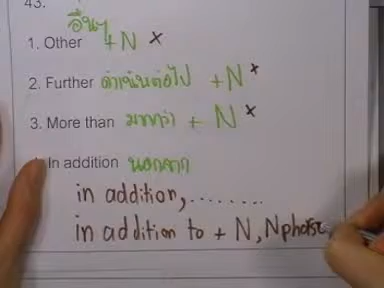 43.
อื่นๆ
1. Other + N ×
2. Further ดำเนินต่อไป + N ×
3. More than มากกว่า + N ×
In addition นอกจาก
in addition, ........
in addition to + N, N phrase